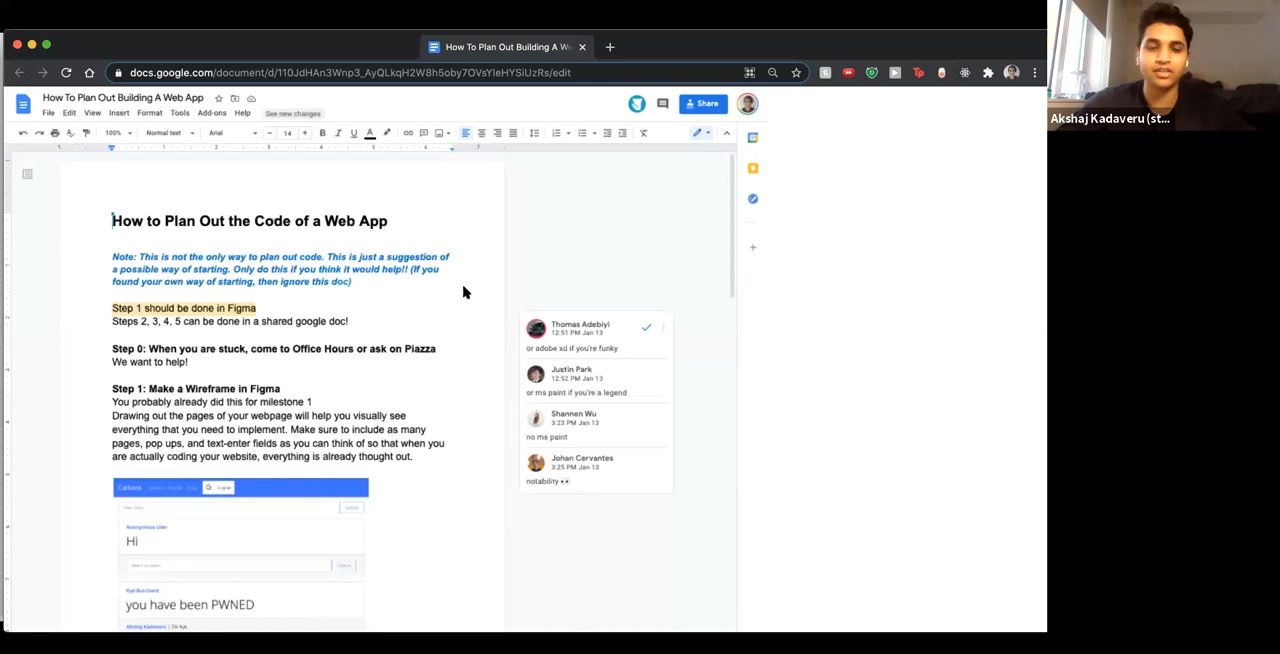 How To Plan Out Building A W
docs.google.com/document/d/110JdHAn3Wnp3_AyQLkqH2W8h5oby7OVsYleHYSiUzRs/edit
Akshaj Kadaveru (st...
How To Plan Out Building A Web App
Share
File Edit View Insert Format Tools Add-ons Help
See new changes
100% Normal text Arial 14
How to Plan Out the Code of a Web App
Note: This is not the only way to plan out code. This is just a suggestion of
a possible way of starting. Only do this if you think it would help!! (If you
found your own way of starting, then ignore this doc)
Step 1 should be done in Figma
Steps 2, 3, 4, 5 can be done in a shared google doc!
Step 0: When you are stuck, come to Office Hours or ask on Piazza
We want to help!
Step 1: Make a Wireframe in Figma
You probably already did this for milestone 1
Drawing out the pages of your webpage will help you visually see
everything that you need to implement. Make sure to include as many
pages, pop ups, and text-enter fields as you can think of so that when you
are actually coding your website, everything is already thought out.
Thomas Adebiyi
12:51 PM Jan 13
or adobe xd if you're funky
Justin Park
12:52 PM Jan 13
or ms paint if you're a legend
Shannen Wu
3:23 PM Jan 13
no ms paint
Johan Cervantes
3:25 PM Jan 13
notability 👀
Catbook
Anonymous User
Hi
Kye Burchard
you have been PWNED
Akshaj Kadaveru | Ok Kye